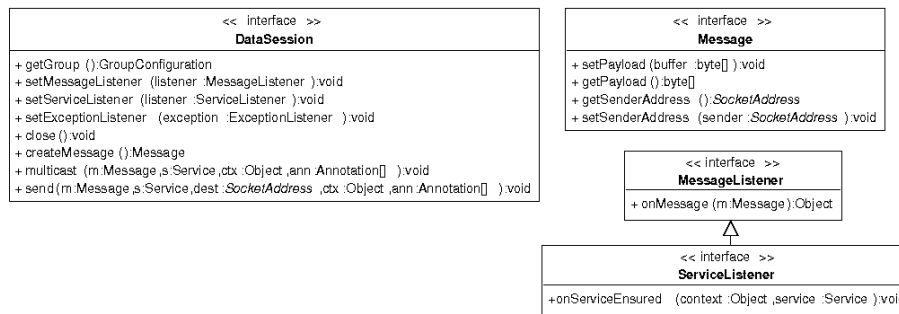 << interface >>
DataSession
+ getGroup ():GroupConfiguration
+ setMessageListener (listener :MessageListener ):void
+ setServiceListener (listener :ServiceListener ):void
+ setExceptionListener (exception :ExceptionListener ):void
+ close():void
+ createMessage ():Message
+ multicast (m:Message,s:Service,ctx :Object ,ann :Annotation[] ):void
+ send(m:Message,s:Service,dest :SocketAddress ,ctx :Object ,ann :Annotation[] ):void
<< interface >>
Message
+ setPayload (buffer :byte[] ):void
+ getPayload ():byte[]
+ getSenderAddress ():SocketAddress
+ setSenderAddress (sender :SocketAddress ):void
<< interface >>
MessageListener
+ onMessage (m:Message):Object
<< interface >>
ServiceListener
+onServiceEnsured (context :Object ,service :Service ):voi